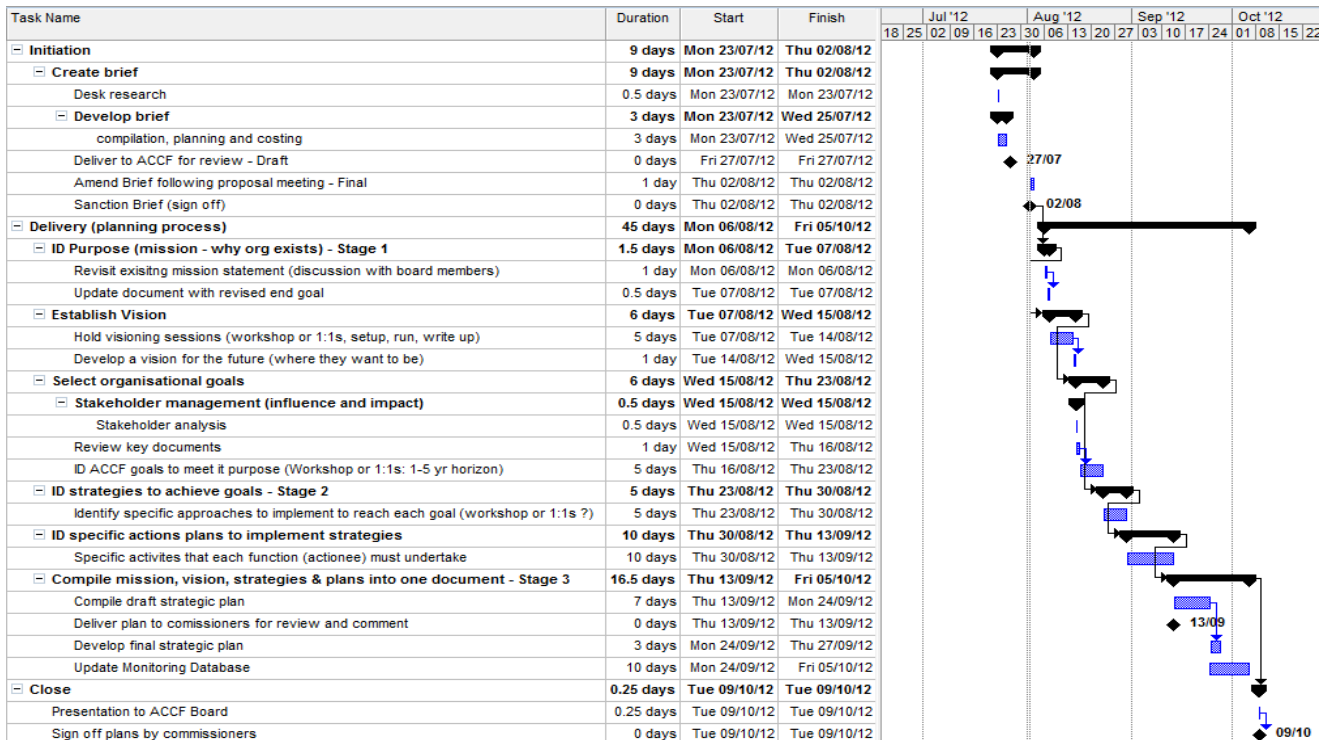 Task Name Duration Start Finish Jul '12 Aug '12 Sep '12 Oct '12
18 25 02 09 16 23 30 06 13 20 27 03 10 17 24 01 08 15 22
Initiation 9 days Mon 23/07/12 Thu 02/08/12
Create brief 9 days Mon 23/07/12 Thu 02/08/12
Desk research 0.5 days Mon 23/07/12 Mon 23/07/12
Develop brief 3 days Mon 23/07/12 Wed 25/07/12
compilation, planning and costing 3 days Mon 23/07/12 Wed 25/07/12
Deliver to ACCF for review - Draft 0 days Fri 27/07/12 Fri 27/07/12 27/07
Amend Brief following proposal meeting - Final 1 day Thu 02/08/12 Thu 02/08/12
Sanction Brief (sign off) 0 days Thu 02/08/12 Thu 02/08/12 02/08
Delivery (planning process) 45 days Mon 06/08/12 Fri 05/10/12
ID Purpose (mission - why org exists) - Stage 1 1.5 days Mon 06/08/12 Tue 07/08/12
Revisit exisitng mission statement (discussion with board members) 1 day Mon 06/08/12 Mon 06/08/12
Update document with revised end goal 0.5 days Tue 07/08/12 Tue 07/08/12
Establish Vision 6 days Tue 07/08/12 Wed 15/08/12
Hold visioning sessions (workshop or 1:1s, setup, run, write up) 5 days Tue 07/08/12 Tue 14/08/12
Develop a vision for the future (where they want to be) 1 day Tue 14/08/12 Wed 15/08/12
Select organisational goals 6 days Wed 15/08/12 Thu 23/08/12
Stakeholder management (influence and impact) 0.5 days Wed 15/08/12 Wed 15/08/12
Stakeholder analysis 0.5 days Wed 15/08/12 Wed 15/08/12
Review key documents 1 day Wed 15/08/12 Thu 16/08/12
ID ACCF goals to meet it purpose (Workshop or 1:1s: 1-5 yr horizon) 5 days Thu 16/08/12 Thu 23/08/12
ID strategies to achieve goals - Stage 2 5 days Thu 23/08/12 Thu 30/08/12
Identify specific approaches to implement to reach each goal (workshop or 1:1s ?) 5 days Thu 23/08/12 Thu 30/08/12
ID specific actions plans to implement strategies 10 days Thu 30/08/12 Thu 13/09/12
Specific activites that each function (actionee) must undertake 10 days Thu 30/08/12 Thu 13/09/12
Compile mission, vision, strategies & plans into one document - Stage 3 16.5 days Thu 13/09/12 Fri 05/10/12
Compile draft strategic plan 7 days Thu 13/09/12 Mon 24/09/12
Deliver plan to comissioners for review and comment 0 days Thu 13/09/12 Thu 13/09/12 13/09
Develop final strategic plan 3 days Mon 24/09/12 Thu 27/09/12
Update Monitoring Database 10 days Mon 24/09/12 Fri 05/10/12
Close 0.25 days Tue 09/10/12 Tue 09/10/12
Presentation to ACCF Board 0.25 days Tue 09/10/12 Tue 09/10/12
Sign off plans by commissioners 0 days Tue 09/10/12 Tue 09/10/12 09/10